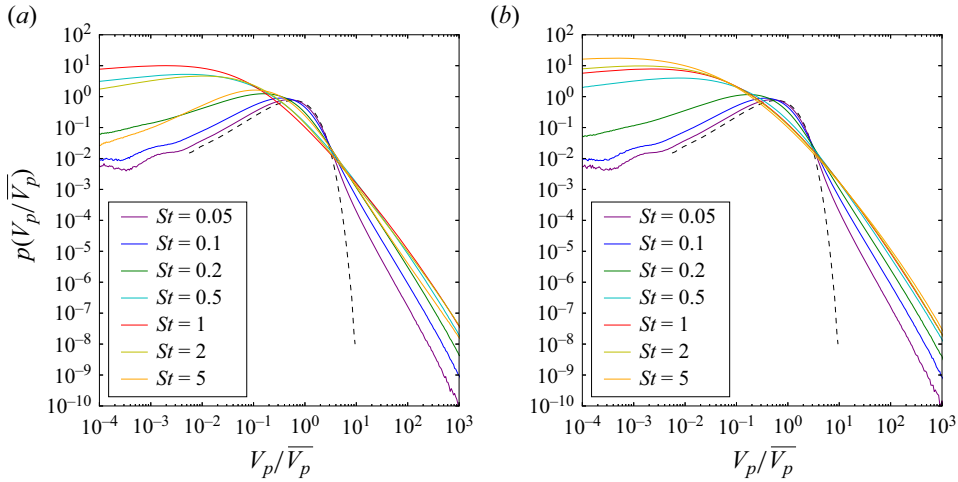 (a)
10^2
10^1
10^0
10^−1
10^−2
10^−3
10^−4
10^−5
10^−6
10^−7
10^−8
10^−9
10^−10
p(V_p/\overline{V_p})
St = 0.05
St = 0.1
St = 0.2
St = 0.5
St = 1
St = 2
St = 5
10^−4 10^−3 10^−2 10^−1 10^0 10^1 10^2 10^3
V_p/\overline{V_p}
(b)
10^2
10^1
10^0
10^−1
10^−2
10^−3
10^−4
10^−5
10^−6
10^−7
10^−8
10^−9
10^−10
St = 0.05
St = 0.1
St = 0.2
St = 0.5
St = 1
St = 2
St = 5
10^−4 10^−3 10^−2 10^−1 10^0 10^1 10^2 10^3
V_p/\overline{V_p}